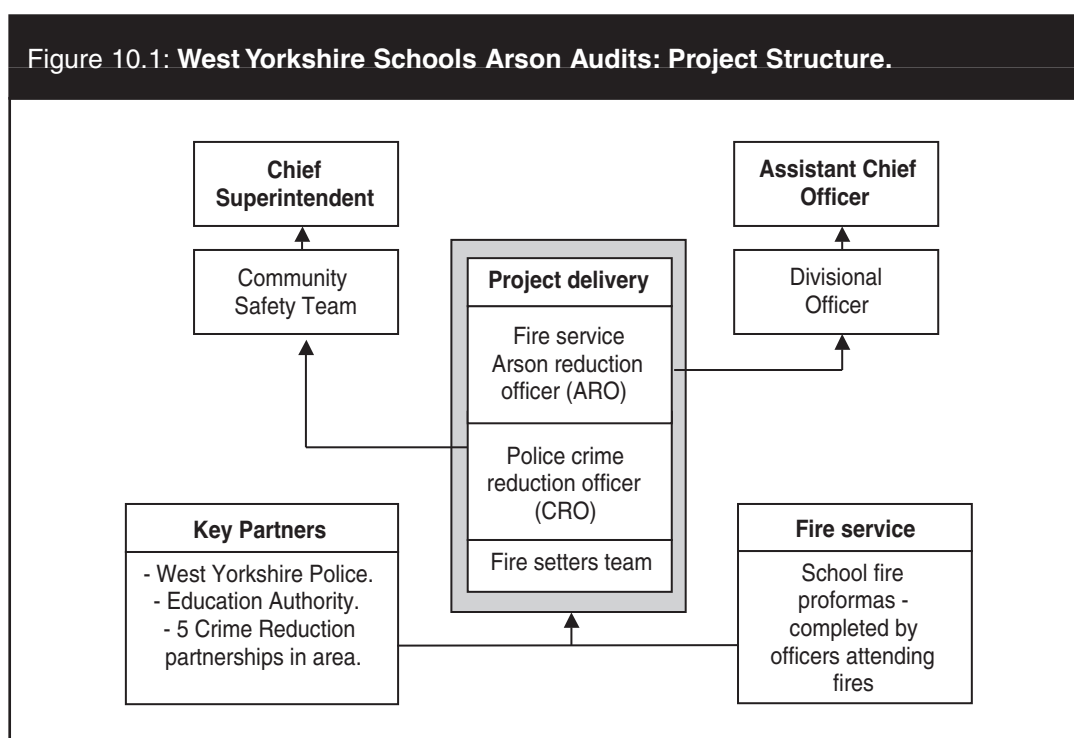 Figure 10.1: West Yorkshire Schools Arson Audits: Project Structure.
Chief
Superintendent
Community
Safety Team
Assistant Chief
Officer
Divisional
Officer
Project delivery
Fire service
Arson reduction
officer (ARO)
Police crime
reduction officer
(CRO)
Fire setters team
Key Partners
- West Yorkshire Police.
- Education Authority.
- 5 Crime Reduction
partnerships in area.
Fire service
School fire
proformas -
completed by
officers attending
fires